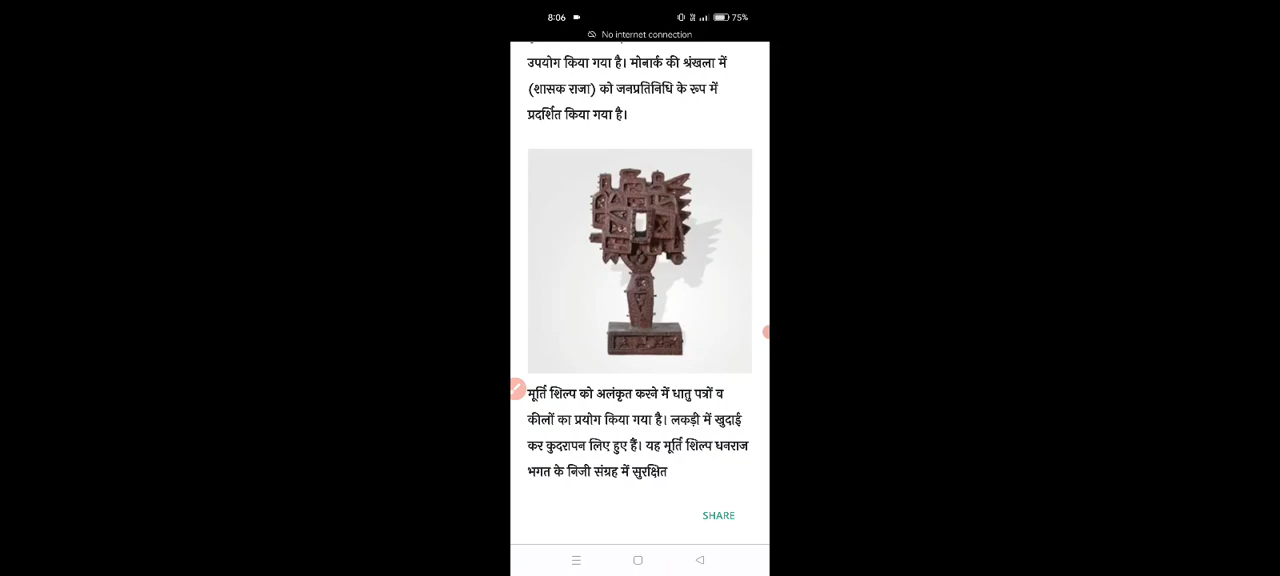 8:06
75%
No internet connection
उपयोग किया गया है। मोनार्क की श्रंखला में
(शासक राजा) को जनप्रतिनिधि के रूप में
प्रदर्शित किया गया है।
मूर्ति शिल्प को अलंकृत करने में धातु पत्रों व
कीलों का प्रयोग किया गया है। लकड़ी में खुदाई
कर कुदरापन लिए हुए हैं। यह मूर्ति शिल्प धनराज
भगत के निजी संग्रह में सुरक्षित
SHARE